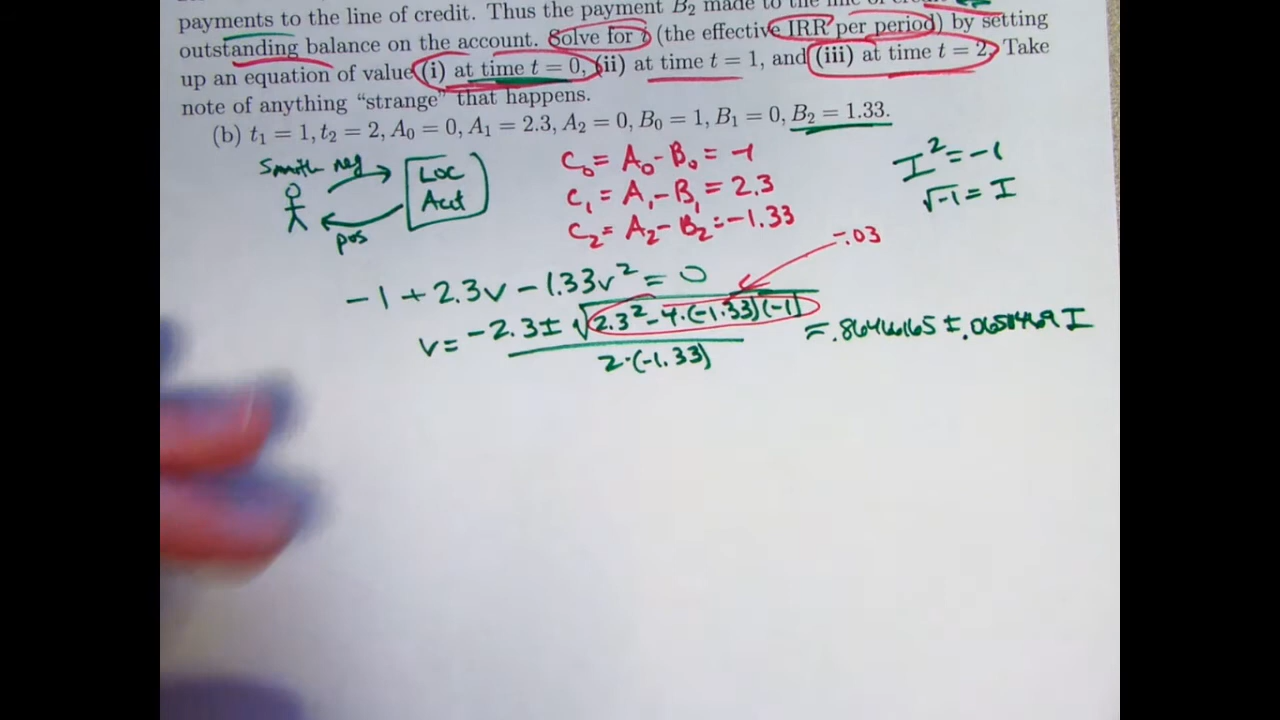 payments to the line of credit. Thus the payment B₂ made to the line of
outstanding balance on the account. Solve for i (the effective IRR per period) by setting
up an equation of value (i) at time t = 0, (ii) at time t = 1, and (iii) at time t = 2. Take
note of anything “strange” that happens.
(b) t₁ = 1, t₂ = 2, A₀ = 0, A₁ = 2.3, A₂ = 0, B₀ = 1, B₁ = 0, B₂ = 1.33.
Smith neg
LOC
Acct
pos
C₀ = A₀ - B₀ = -1
C₁ = A₁ - B₁ = 2.3
C₂ = A₂ - B₂ = -1.33
I² = -1
√-1 = I
-.03
-1 + 2.3v - 1.33v² = 0
v = (-2.3 ± √(2.3² - 4·(-1.33)(-1))) / (2·(-1.33)) = .8646165 ± .0651169 I